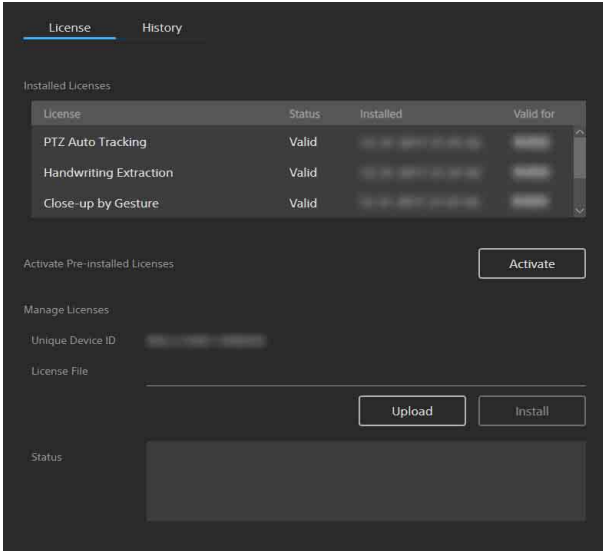 License History
Installed Licenses
License Status Installed Valid for
PTZ Auto Tracking Valid
Handwriting Extraction Valid
Close-up by Gesture Valid
Activate Pre-installed Licenses Activate
Manage Licenses
Unique Device ID
License File
Upload Install
Status